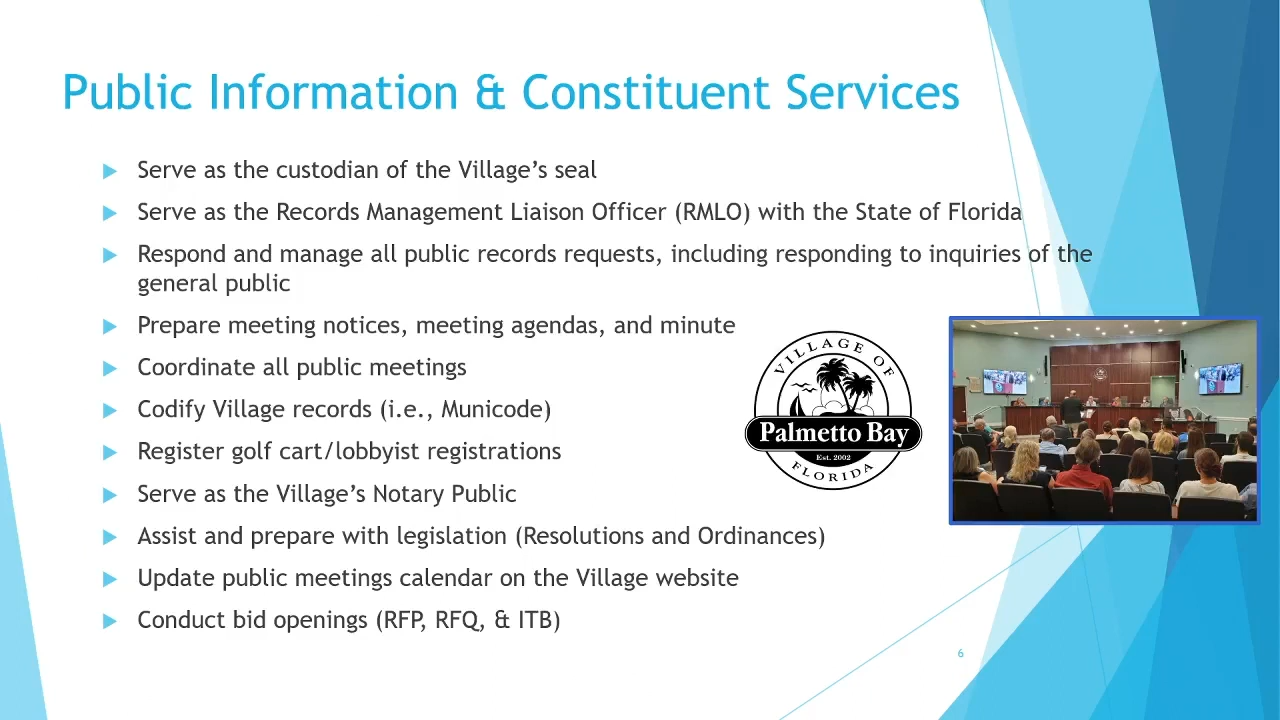 Public Information & Constituent Services
Serve as the custodian of the Village’s seal
Serve as the Records Management Liaison Officer (RMLO) with the State of Florida
Respond and manage all public records requests, including responding to inquiries of the
general public
Prepare meeting notices, meeting agendas, and minute
Coordinate all public meetings
Codify Village records (i.e., Municode)
Register golf cart/lobbyist registrations
Serve as the Village’s Notary Public
Assist and prepare with legislation (Resolutions and Ordinances)
Update public meetings calendar on the Village website
Conduct bid openings (RFP, RFQ, & ITB)
VILLAGE OF
Palmetto Bay
Est. 2002
FLORIDA
6